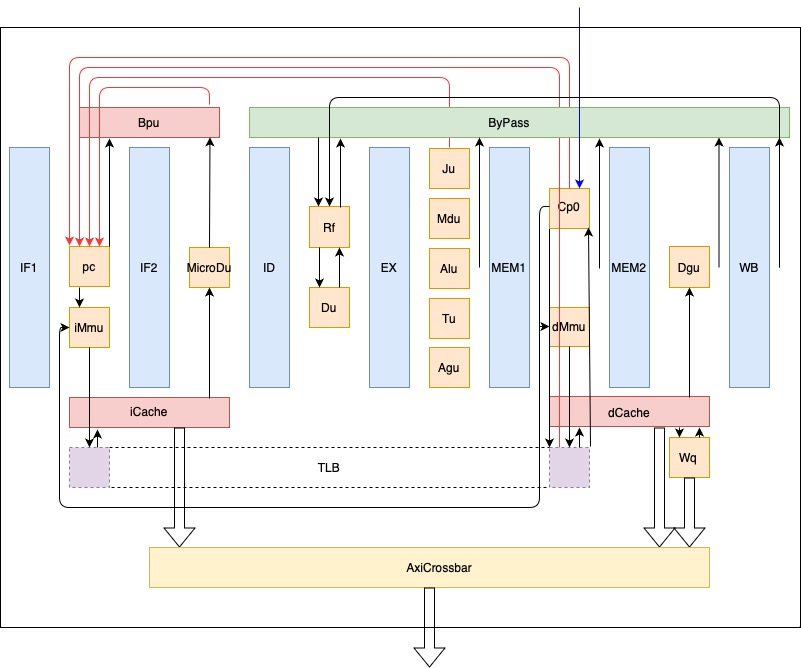 Bpu
ByPass
Ju
Mdu
Cp0
Rf
IF1
pc
IF2
MicroDu
ID
EX
Alu
MEM1
MEM2
Dgu
WB
Du
Tu
iMmu
dMmu
Agu
iCache
dCache
TLB
Wq
AxiCrossbar